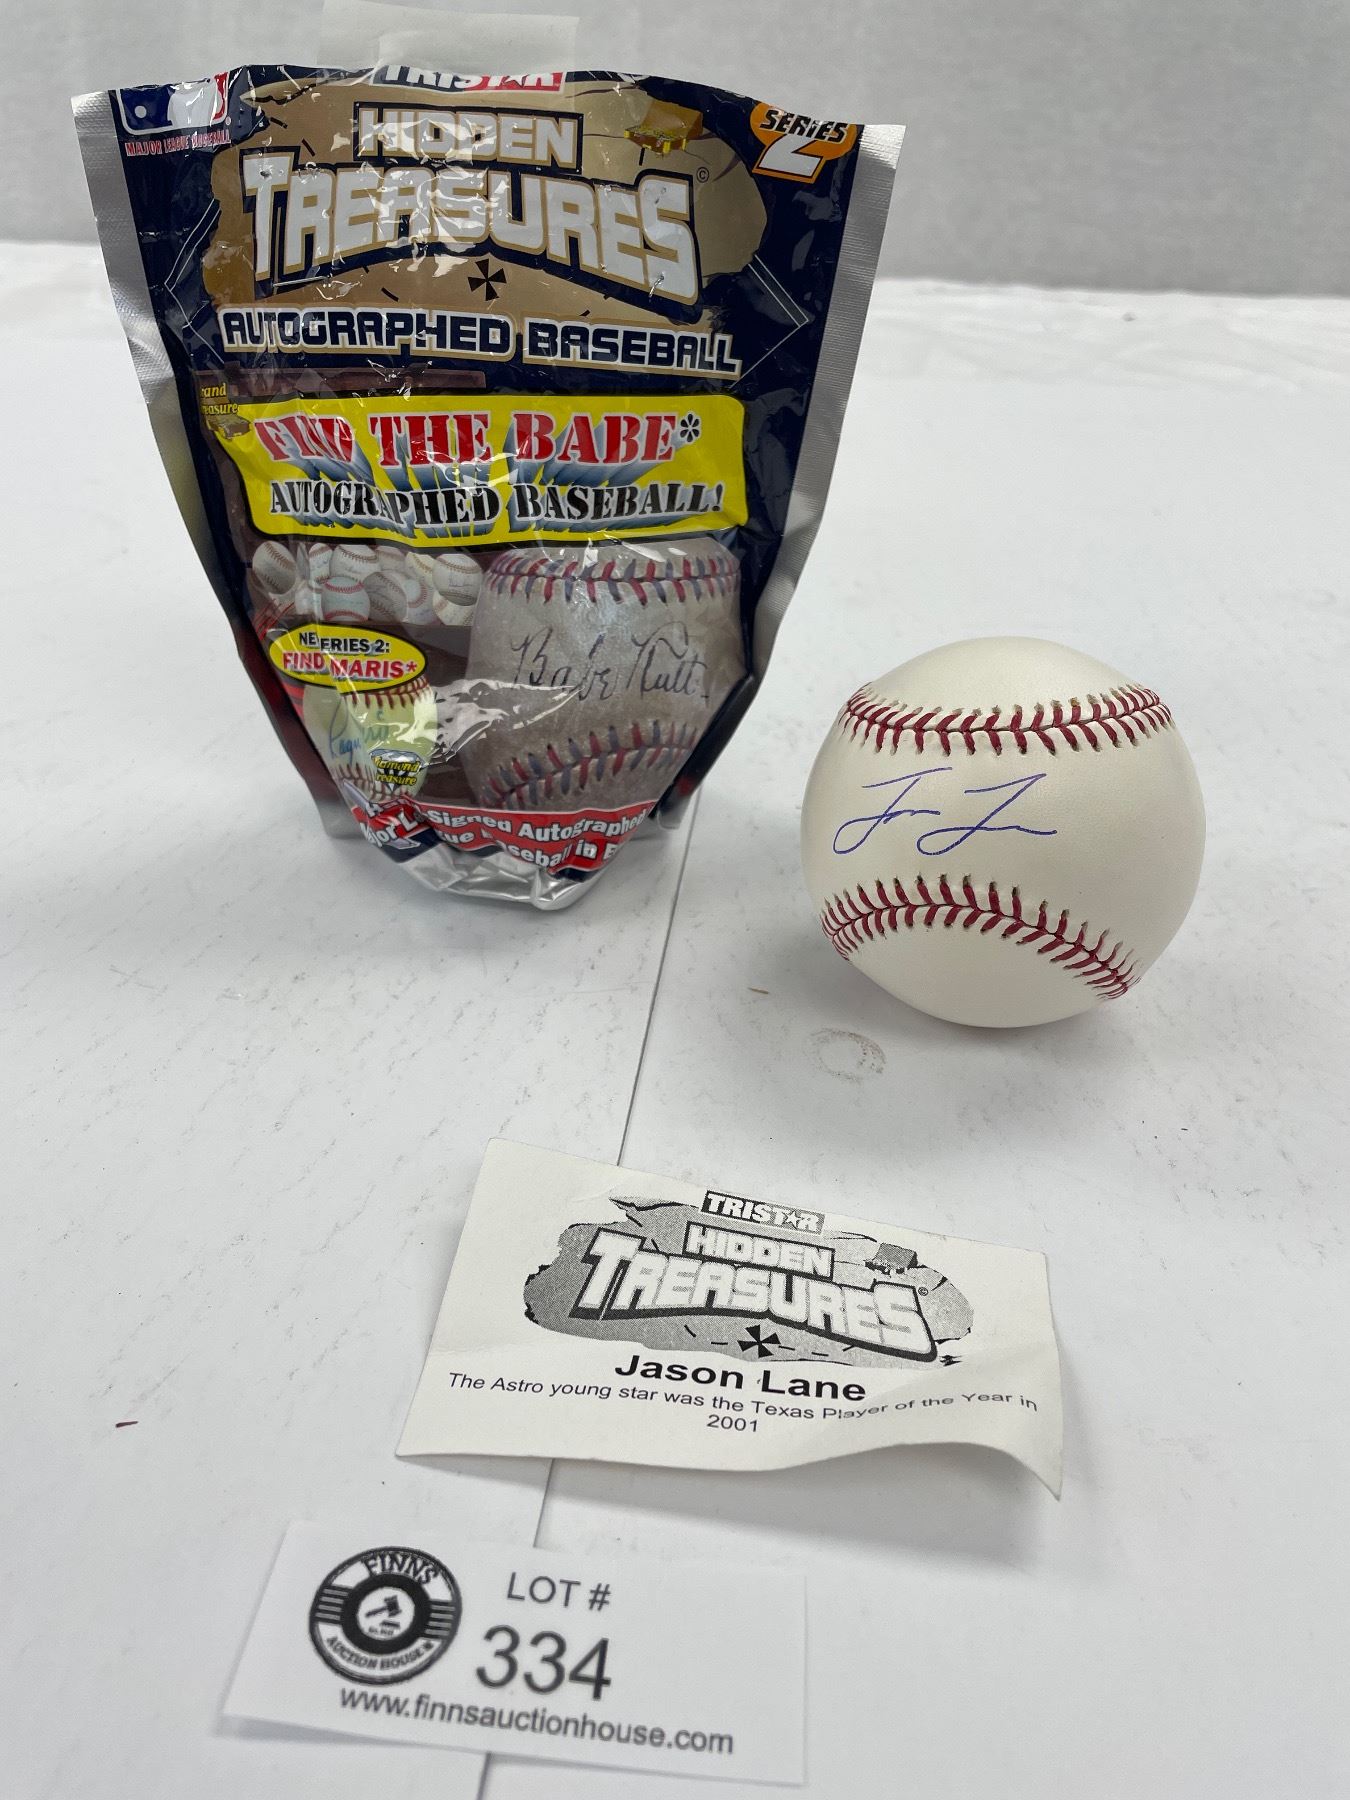 TRISTAR
MAJOR LEAGUE BASEBALL
SERIES
2
HIDDEN
TREASURES©
AUTOGRAPHED BASEBALL
FIND THE BABE*
AUTOGRAPHED BASEBALL!
Babe Ruth
FIND MARIS*
Signed Autographed
Jason Lane
TRISTAR
HIDDEN
TREASURES©
Jason Lane
The Astro young star was the Texas Player of the Year in
2001
FINNS
AUCTION HOUSE
LOT #
334
www.finnsauctionhouse.com